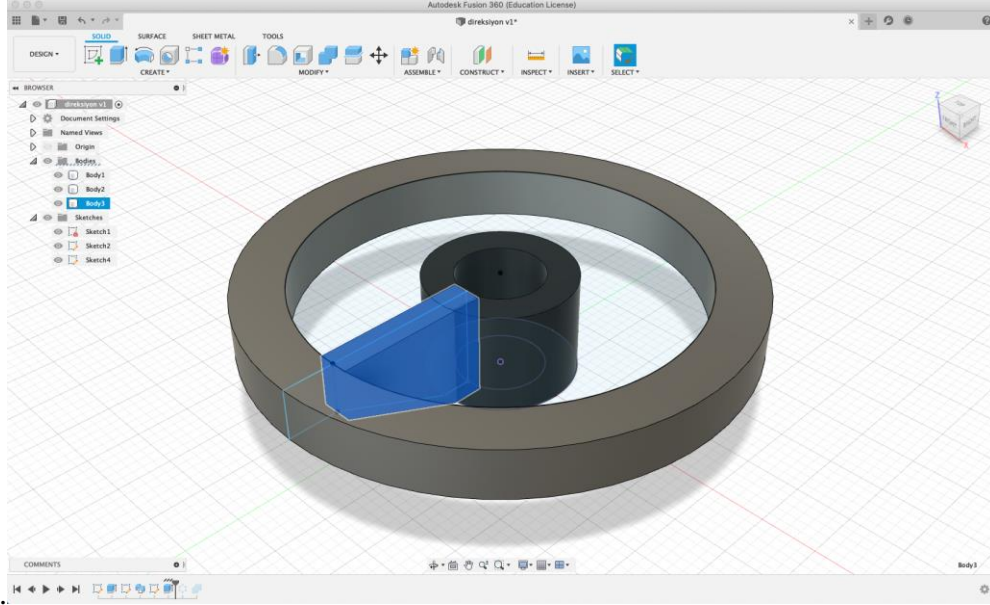 Autodesk Fusion 360 (Education License)
direksiyon v1*
SOLID SURFACE SHEET METAL TOOLS
DESIGN
CREATE MODIFY ASSEMBLE CONSTRUCT INSPECT INSERT SELECT
BROWSER
direksiyon v1
Document Settings
Named Views
Origin
Bodies
Body1
Body2
Body3
Sketches
Sketch1
Sketch2
Sketch4
Z
X
COMMENTS
Body3